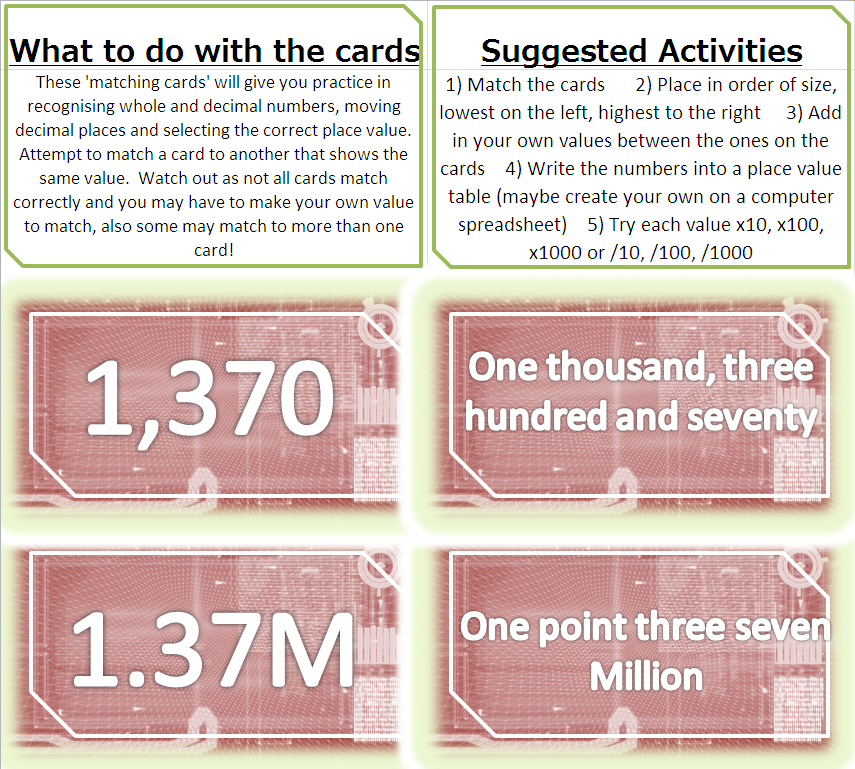 What to do with the cards
These 'matching cards' will give you practice in
recognising whole and decimal numbers, moving
decimal places and selecting the correct place value.
Attempt to match a card to another that shows the
same value.  Watch out as not all cards match
correctly and you may have to make your own value
to match, also some may match to more than one
card!
Suggested Activities
1) Match the cards     2) Place in order of size,
lowest on the left, highest to the right     3) Add
in your own values between the ones on the
cards    4) Write the numbers into a place value
table (maybe create your own on a computer
spreadsheet)    5) Try each value x10, x100,
x1000 or /10, /100, /1000
1,370
One thousand, three
hundred and seventy
1.37M
One point three seven
Million